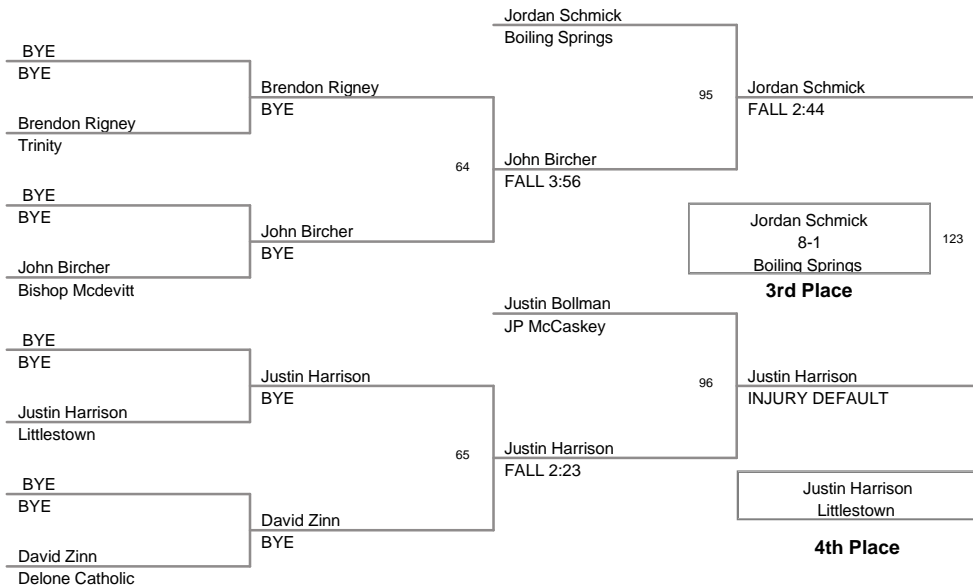 Jordan Schmick
Boiling Springs
BYE
BYE
Brendon Rigney
BYE
95
Jordan Schmick
FALL 2:44
Brendon Rigney
Trinity
64
John Bircher
FALL 3:56
BYE
BYE
John Bircher
BYE
Jordan Schmick
8-1
Boiling Springs
123
3rd Place
John Bircher
Bishop Mcdevitt
Justin Bollman
JP McCaskey
BYE
BYE
Justin Harrison
BYE
96
Justin Harrison
INJURY DEFAULT
Justin Harrison
Littlestown
65
Justin Harrison
FALL 2:23
BYE
BYE
David Zinn
BYE
Justin Harrison
Littlestown
4th Place
David Zinn
Delone Catholic